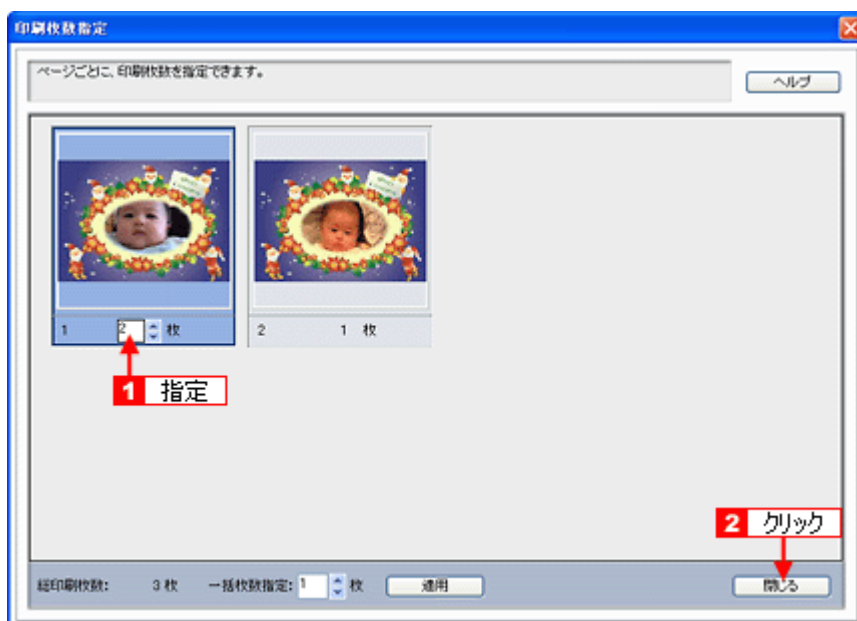 印刷枚数指定
ページごとに、印刷枚数を指定できます。
ヘルプ
1 2 枚
2 1 枚
1 指定
2 クリック
総印刷枚数: 3 枚 一括枚数指定: 1 枚 適用 閉じる